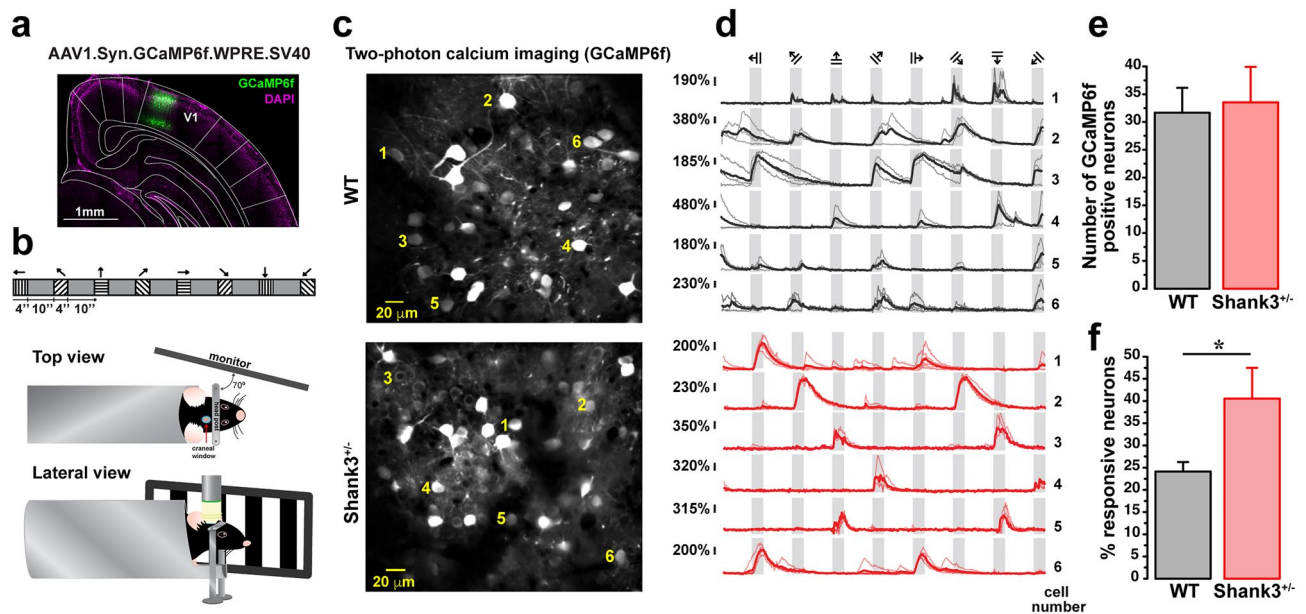 a
AAV1.Syn.GCaMP6f.WPRE.SV40
GCaMP6f
DAPI
V1
1mm
b
4’’ 10’’ 4’’ 10’’
Top view
monitor
70º
head post
craneal
window
Lateral view
c
Two-photon calcium imaging (GCaMP6f)
WT
2
1
6
3
4
5
20 μm
Shank3+/-
3
2
1
4
5
6
20 μm
d
190% 1
380% 2
185% 3
480% 4
180% 5
230% 6
200% 1
230% 2
350% 3
320% 4
315% 5
200% 6
cell
number
e
Number of GCaMP6f
positive neurons
40
35
30
25
20
15
10
5
0
WT Shank3+/-
f
% responsive neurons
50
45
40
35
30
25
20
15
10
5
0
*
WT Shank3+/-